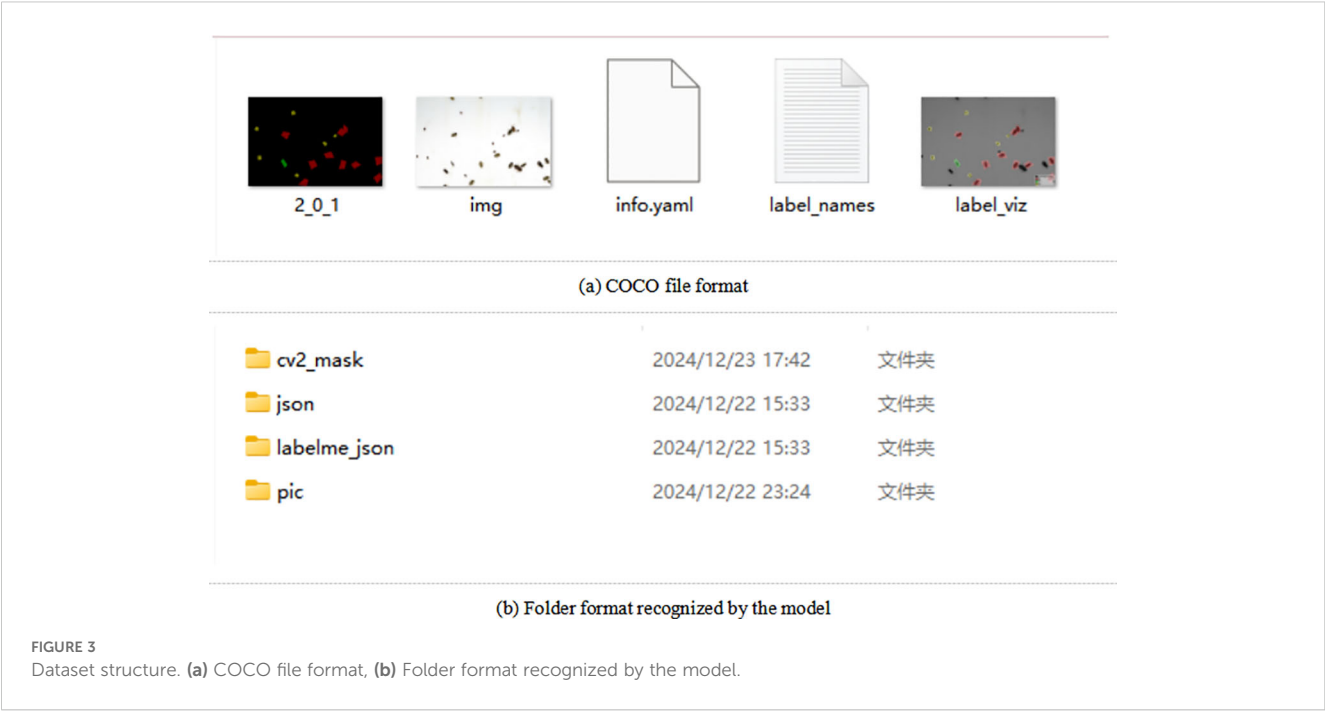 2_0_1 img info.yaml label_names label_viz
(a) COCO file format
cv2_mask 2024/12/23 17:42 文件夹
json 2024/12/22 15:33 文件夹
labelme_json 2024/12/22 15:33 文件夹
pic 2024/12/22 23:24 文件夹
(b) Folder format recognized by the model
FIGURE 3
Dataset structure. (a) COCO file format, (b) Folder format recognized by the model.